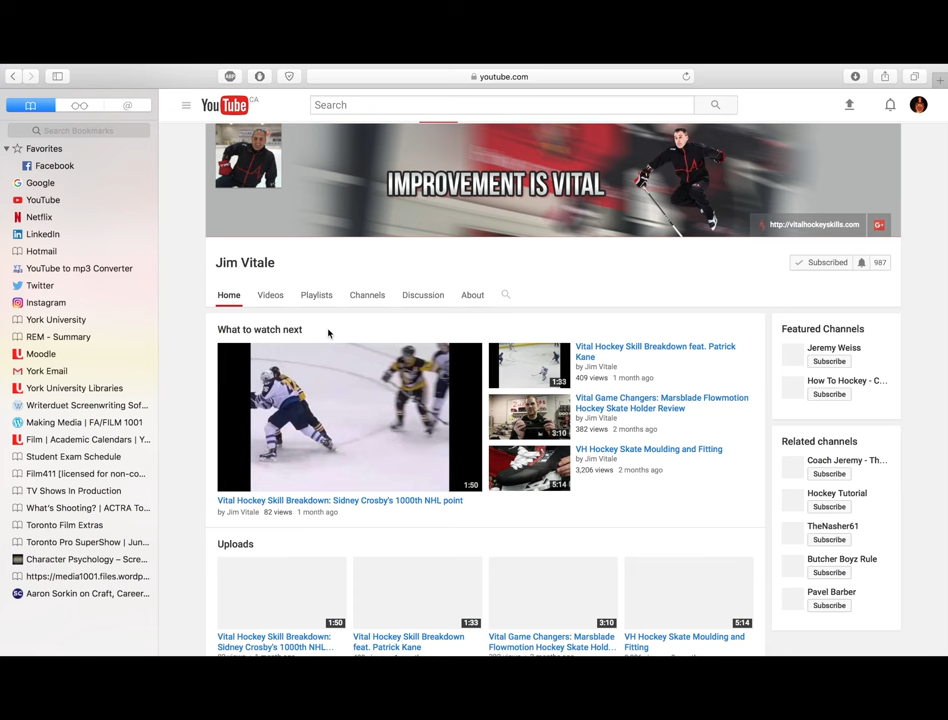 youtube.com
ABP
Search Bookmarks
Favorites
Facebook
Google
YouTube
Netflix
LinkedIn
Hotmail
YouTube to mp3 Converter
Twitter
Instagram
York University
REM - Summary
Moodle
York Email
York University Libraries
Writerduet Screenwriting Sof...
Making Media | FA/FILM 1001
Film | Academic Calendars | Y...
Student Exam Schedule
Film411 [licensed for non-co...
TV Shows In Production
What's Shooting? | ACTRA To...
Toronto Film Extras
Toronto Pro SuperShow | Jun...
Character Psychology – Scre...
https://media1001.files.wordp...
Aaron Sorkin on Craft, Career...
YouTube CA
Search
IMPROVEMENT IS VITAL
http://vitalhockeyskills.com
Jim Vitale
Subscribed 987
Home Videos Playlists Channels Discussion About
What to watch next
1:50
Vital Hockey Skill Breakdown: Sidney Crosby's 1000th NHL point
by Jim Vitale 82 views 1 month ago
1:33
Vital Hockey Skill Breakdown feat. Patrick
Kane
by Jim Vitale
409 views 1 month ago
3:10
Vital Game Changers: Marsblade Flowmotion
Hockey Skate Holder Review
by Jim Vitale
382 views 2 months ago
5:14
VH Hockey Skate Moulding and Fitting
by Jim Vitale
3,206 views 2 months ago
Uploads
1:50
Vital Hockey Skill Breakdown:
Sidney Crosby's 1000th NHL...
1:33
Vital Hockey Skill Breakdown
feat. Patrick Kane
3:10
Vital Game Changers: Marsblade
Flowmotion Hockey Skate Hold...
5:14
VH Hockey Skate Moulding and
Fitting
Featured Channels
Jeremy Weiss
Subscribe
How To Hockey - C...
Subscribe
Related channels
Coach Jeremy - Th...
Subscribe
Hockey Tutorial
Subscribe
TheNasher61
Subscribe
Butcher Boyz Rule
Subscribe
Pavel Barber
Subscribe